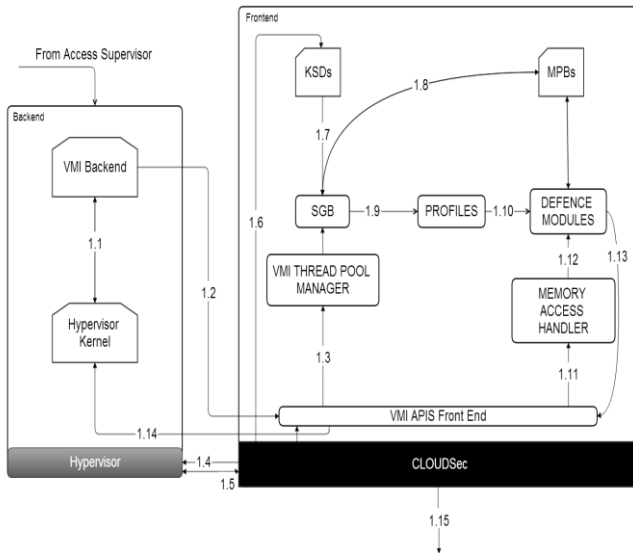 Frontend
From Access Supervisor
KSDs
MPBs
1.8
Backend
1.7
VMI Backend
SGB
1.9
PROFILES
1.10
DEFENCE
MODULES
1.6
1.1
1.2
VMI THREAD POOL
MANAGER
1.12
1.13
MEMORY
ACCESS
HANDLER
Hypervisor
Kernel
1.3
1.11
VMI APIS Front End
1.14
Hypervisor
1.4
CLOUDSec
1.5
1.15